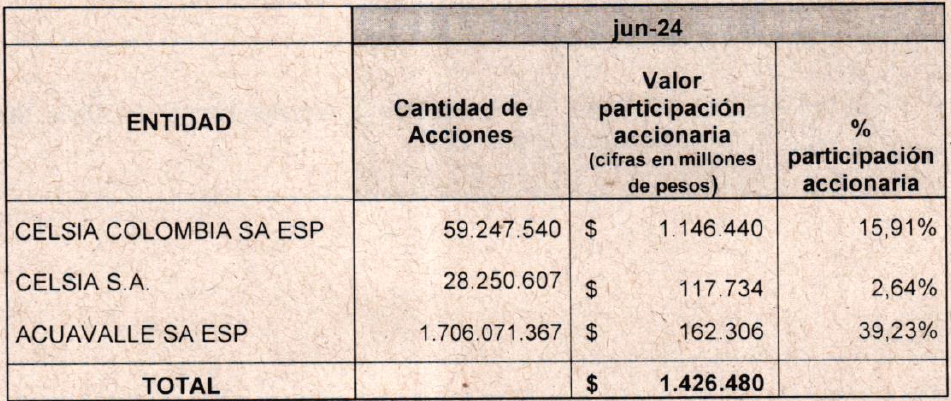 jun-24
ENTIDAD
Cantidad de
Acciones
Valor
participación
accionaria
(cifras en millones
de pesos)
%
participación
accionaria
CELSIA COLOMBIA SA ESP 59.247.540 $ 1.146.440 15,91%
CELSIA S.A. 28.250.607 $ 117.734 2,64%
ACUAVALLE SA ESP 1.706.071.367 $ 162.306 39,23%
TOTAL $ 1.426.480